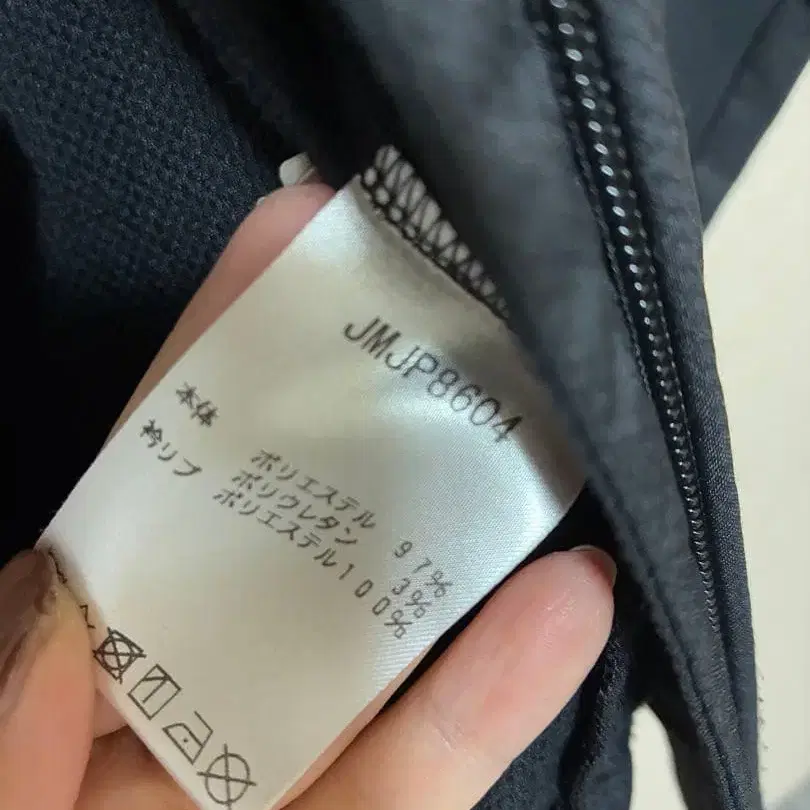 JMJP8604
本体 ポリエステル 97%
ポリウレタン 3%
衿リブ ポリエステル100%